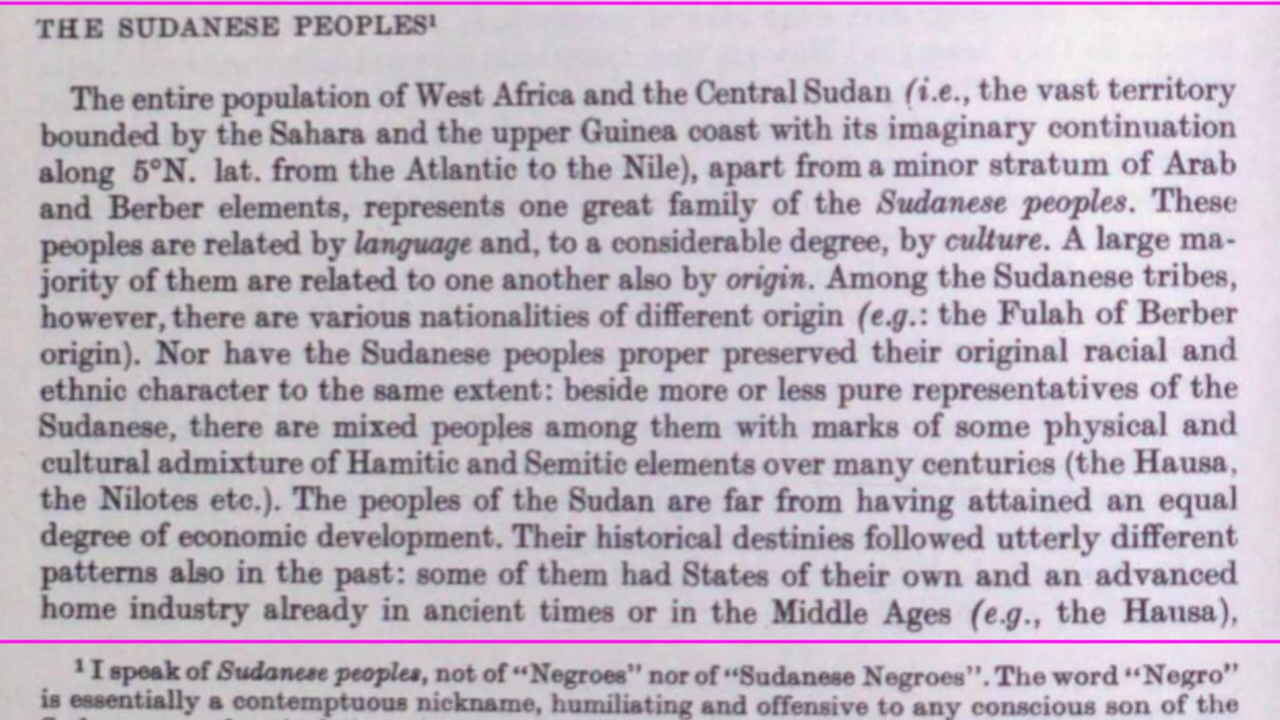 THE SUDANESE PEOPLES¹
The entire population of West Africa and the Central Sudan (i.e., the vast territory
bounded by the Sahara and the upper Guinea coast with its imaginary continuation
along 5°N. lat. from the Atlantic to the Nile), apart from a minor stratum of Arab
and Berber elements, represents one great family of the Sudanese peoples. These
peoples are related by language and, to a considerable degree, by culture. A large ma-
jority of them are related to one another also by origin. Among the Sudanese tribes,
however, there are various nationalities of different origin (e.g.: the Fulah of Berber
origin). Nor have the Sudanese peoples proper preserved their original racial and
ethnic character to the same extent: beside more or less pure representatives of the
Sudanese, there are mixed peoples among them with marks of some physical and
cultural admixture of Hamitic and Semitic elements over many centuries (the Hausa,
the Nilotes etc.). The peoples of the Sudan are far from having attained an equal
degree of economic development. Their historical destinies followed utterly different
patterns also in the past: some of them had States of their own and an advanced
home industry already in ancient times or in the Middle Ages (e.g., the Hausa),
¹ I speak of Sudanese peoples, not of “Negroes” nor of “Sudanese Negroes”. The word “Negro”
is essentially a contemptuous nickname, humiliating and offensive to any conscious son of the